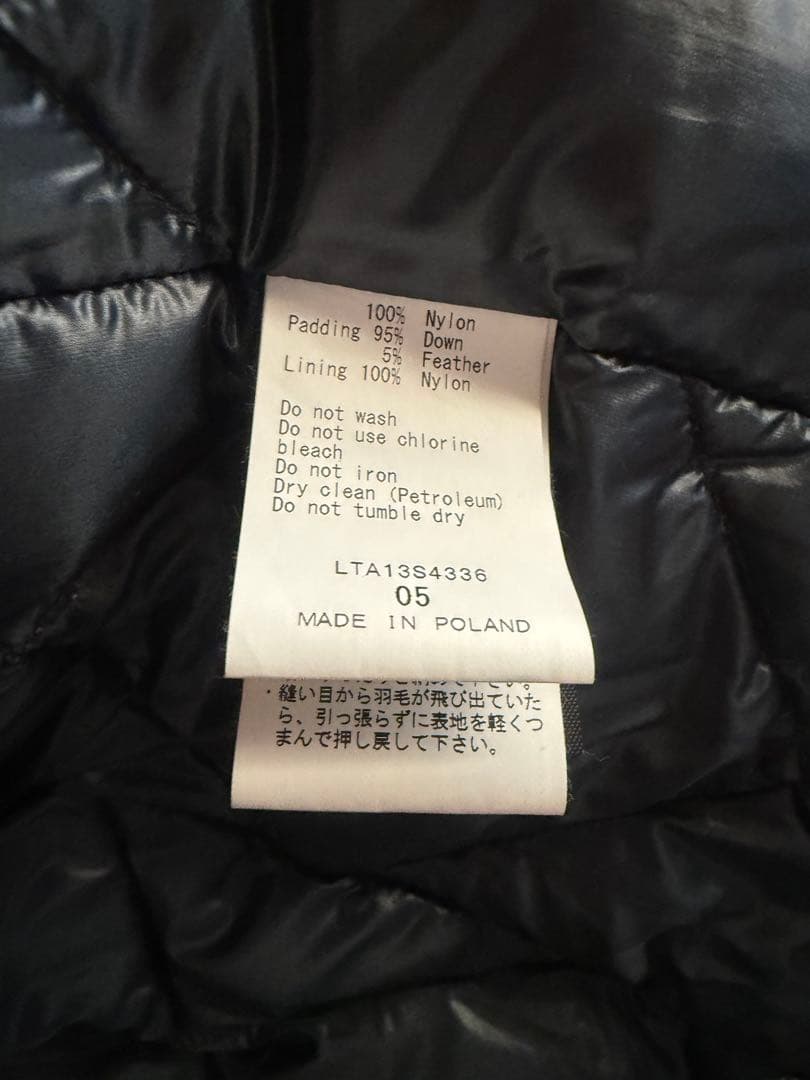 100% Nylon
Padding 95% Down
5% Feather
Lining 100% Nylon
Do not wash
Do not use chlorine
bleach
Do not iron
Dry clean (Petroleum)
Do not tumble dry
LTA13S4336
05
MADE IN POLAND
・縫い目から羽毛が飛び出ていた
ら、引っ張らずに表地を軽くつ
まんで押し戻して下さい。